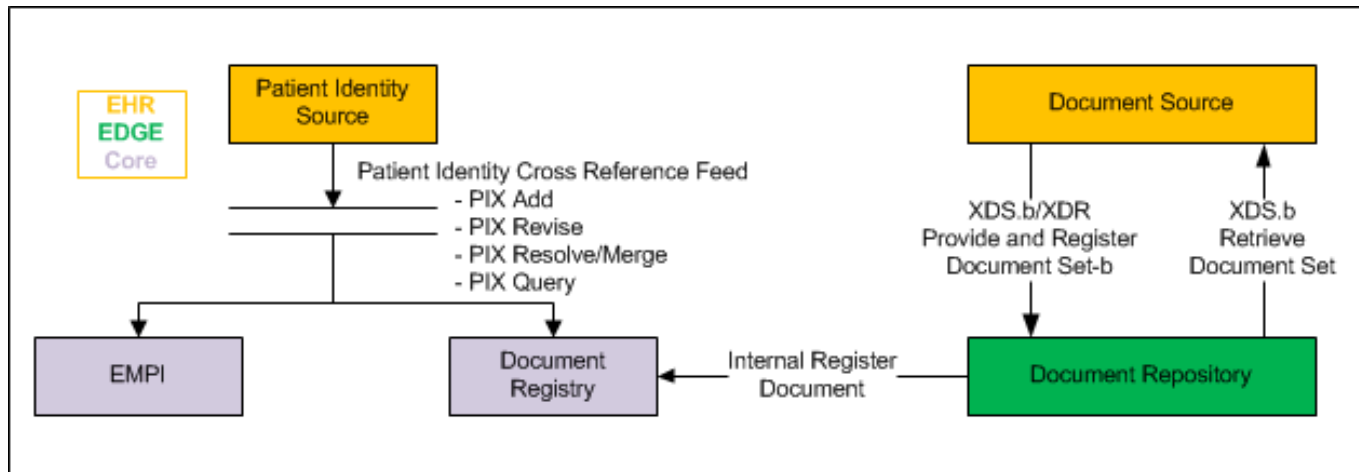 EHR
EDGE
Core
Patient Identity
Source
Document Source
Patient Identity Cross Reference Feed
- PIX Add
- PIX Revise
- PIX Resolve/Merge
- PIX Query
XDS.b/XDR
Provide and Register
Document Set-b
XDS.b
Retrieve
Document Set
EMPI
Document
Registry
Internal Register
Document
Document Repository